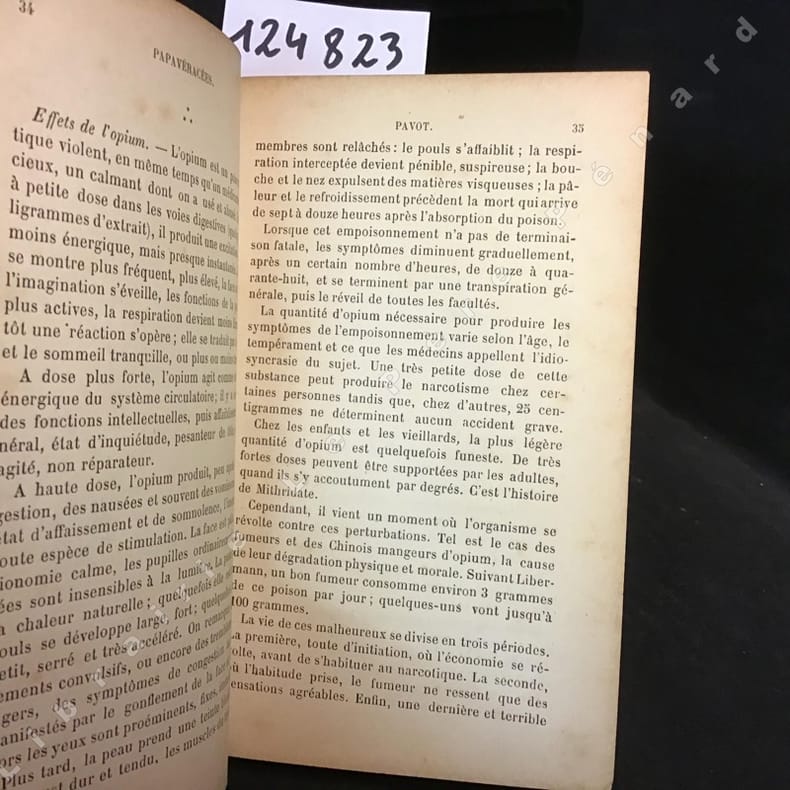 124823
34
PAPAVÉRACÉES.
Effets de l'opium. — L'opium est un
tique violent, en même temps qu'un
cieux, un calmant dont on a usé et
à petite dose dans les voies digestives
ligrammes d'extrait), il produit une
moins énergique, mais presque
se montre plus fréquent, plus élevé, la
l'imagination s'éveille, les fonctions de la
plus actives, la respiration devient moins
tôt une réaction s'opère; elle se traduit
et le sommeil tranquille, ou plus ou moins
A dose plus forte, l'opium agit comme
énergique du système circulatoire; il y a
des fonctions intellectuelles, puis
néral, état d'inquiétude, pesanteur de
agité, non réparateur.
A haute dose, l'opium produit, peu
gestion, des nausées et souvent des
état d'affaissement et de somnolence,
toute espèce de stimulation. La face est
ionomie calme, les pupilles
ées sont insensibles à la lumière. La
a chaleur naturelle; quelquefois elle
ouls se développe large, fort;
etit, serré et très accéléré. On
ements convulsifs, ou encore des
gers, des symptômes de congestion
anifestés par le gonflement de la face
ors les yeux sont proéminents, fixes,
Plus tard, la peau prend une teinte
est dur et tendu, les muscles du
PAVOT. 35
membres sont relâchés: le pouls s'affaiblit; la respi-
ration interceptée devient pénible, suspireuse; la bou-
che et le nez expulsent des matières visqueuses; la pâ-
leur et le refroidissement précèdent la mort qui arrive
de sept à douze heures après l'absorption du poison.
Lorsque cet empoisonnement n'a pas de terminai-
son fatale, les symptômes diminuent graduellement,
après un certain nombre d'heures, de douze à qua-
rante-huit, et se terminent par une transpiration gé-
nérale, puis le réveil de toutes les facultés.
La quantité d'opium nécessaire pour produire les
symptômes de l'empoisonnement varie selon l'âge, le
tempérament et ce que les médecins appellent l'idio-
syncrasie du sujet. Une très petite dose de cette
substance peut produire le narcotisme chez cer-
taines personnes tandis que, chez d'autres, 25 cen-
tigrammes ne déterminent aucun accident grave.
Chez les enfants et les vieillards, la plus légère
quantité d'opium est quelquefois funeste. De très
fortes doses peuvent être supportées par les adultes,
quand ils s'y accoutument par degrés. C'est l'histoire
de Mithridate.
Cependant, il vient un moment où l'organisme se
révolte contre ces perturbations. Tel est le cas des
fumeurs et des Chinois mangeurs d'opium, la cause
de leur dégradation physique et morale. Suivant Liber-
mann, un bon fumeur consomme environ 3 grammes
de ce poison par jour; quelques-uns vont jusqu'à
100 grammes.
La vie de ces malheureux se divise en trois périodes.
La première, toute d'initiation, où l'économie se ré-
volte, avant de s'habituer au narcotique. La seconde,
où l'habitude prise, le fumeur ne ressent que des
sensations agréables. Enfin, une dernière et terrible